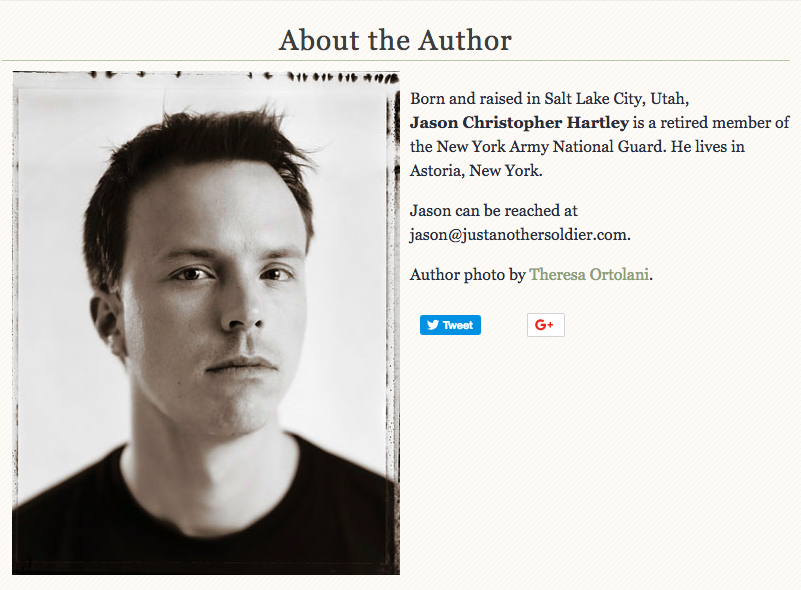 About the Author
Born and raised in Salt Lake City, Utah,
Jason Christopher Hartley is a retired member of
the New York Army National Guard. He lives in
Astoria, New York.
Jason can be reached at
jason@justanothersoldier.com.
Author photo by Theresa Ortolani.
Tweet
G+